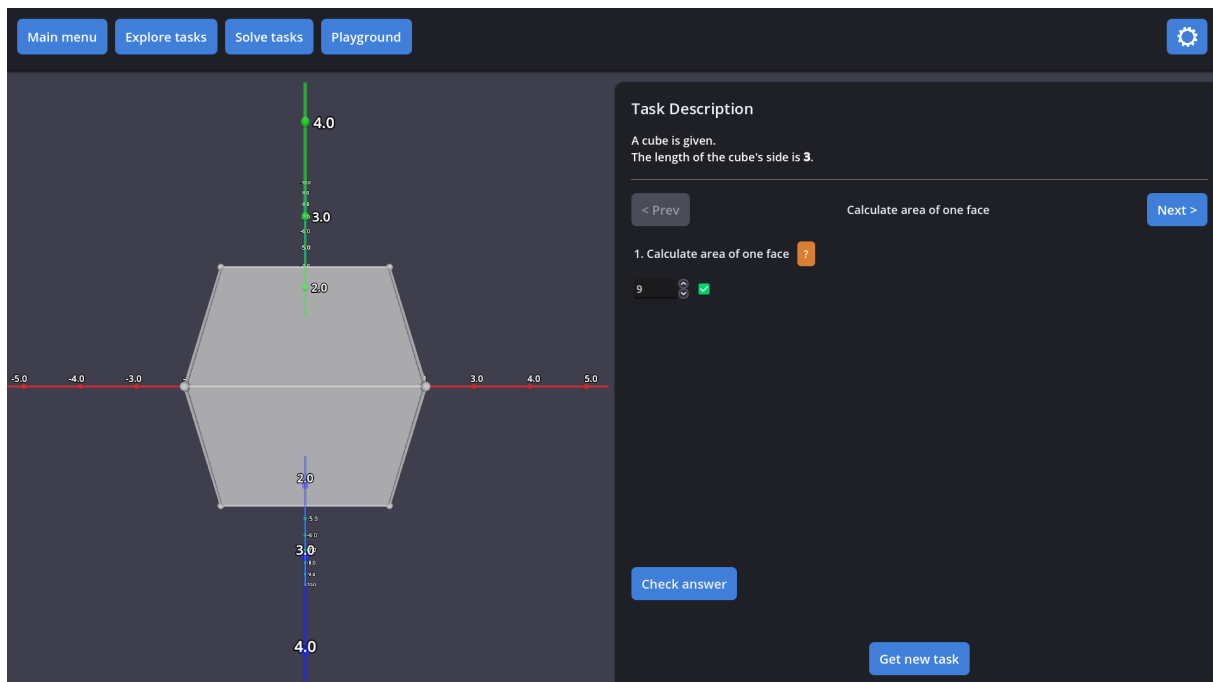 Main menu
Explore tasks
Solve tasks
Playground
4.0
3.0
2.0
-5.0
-4.0
-3.0
3.0
4.0
5.0
2.0
3.0
4.0
Task Description
A cube is given.
The length of the cube's side is 3.
< Prev
Calculate area of one face
Next >
1. Calculate area of one face ?
9
Check answer
Get new task